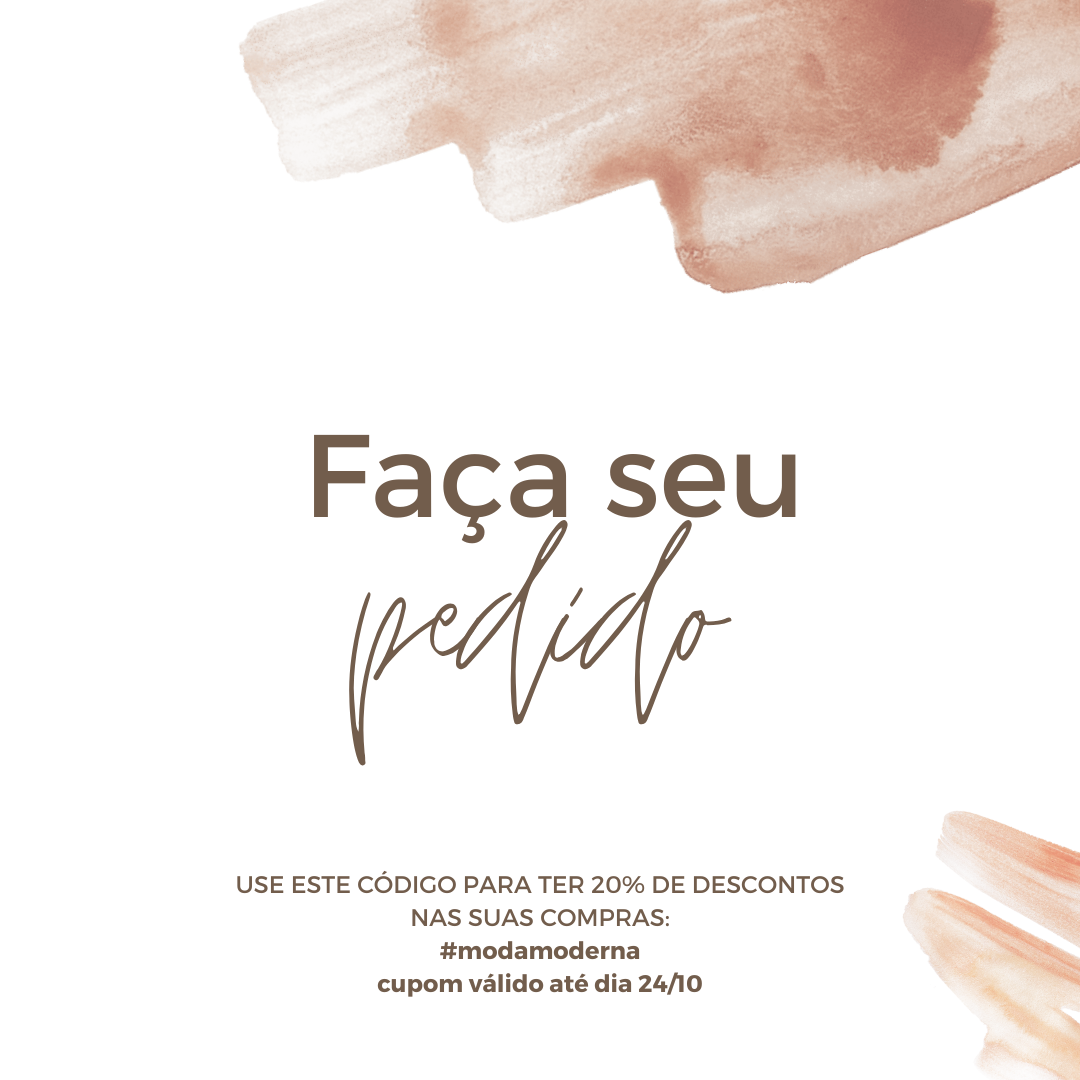 Faça seu
pedido
USE ESTE CÓDIGO PARA TER 20% DE DESCONTOS
NAS SUAS COMPRAS:
#modamoderna
cupom válido até dia 24/10